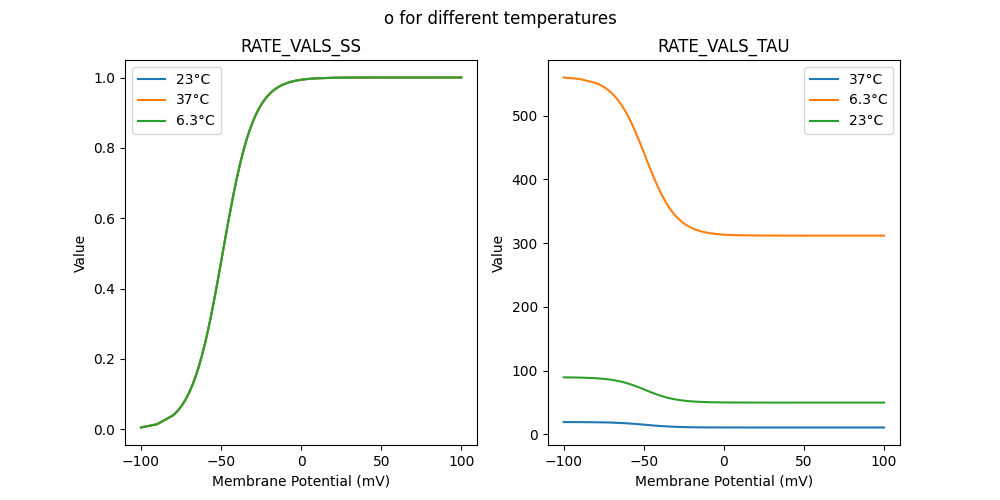 o for different temperatures
RATE_VALS_SS
1.0
0.8
0.6
0.4
0.2
0.0
Value
23°C
37°C
6.3°C
−100
−50
0
50
100
Membrane Potential (mV)
RATE_VALS_TAU
500
400
300
200
100
0
Value
37°C
6.3°C
23°C
−100
−50
0
50
100
Membrane Potential (mV)